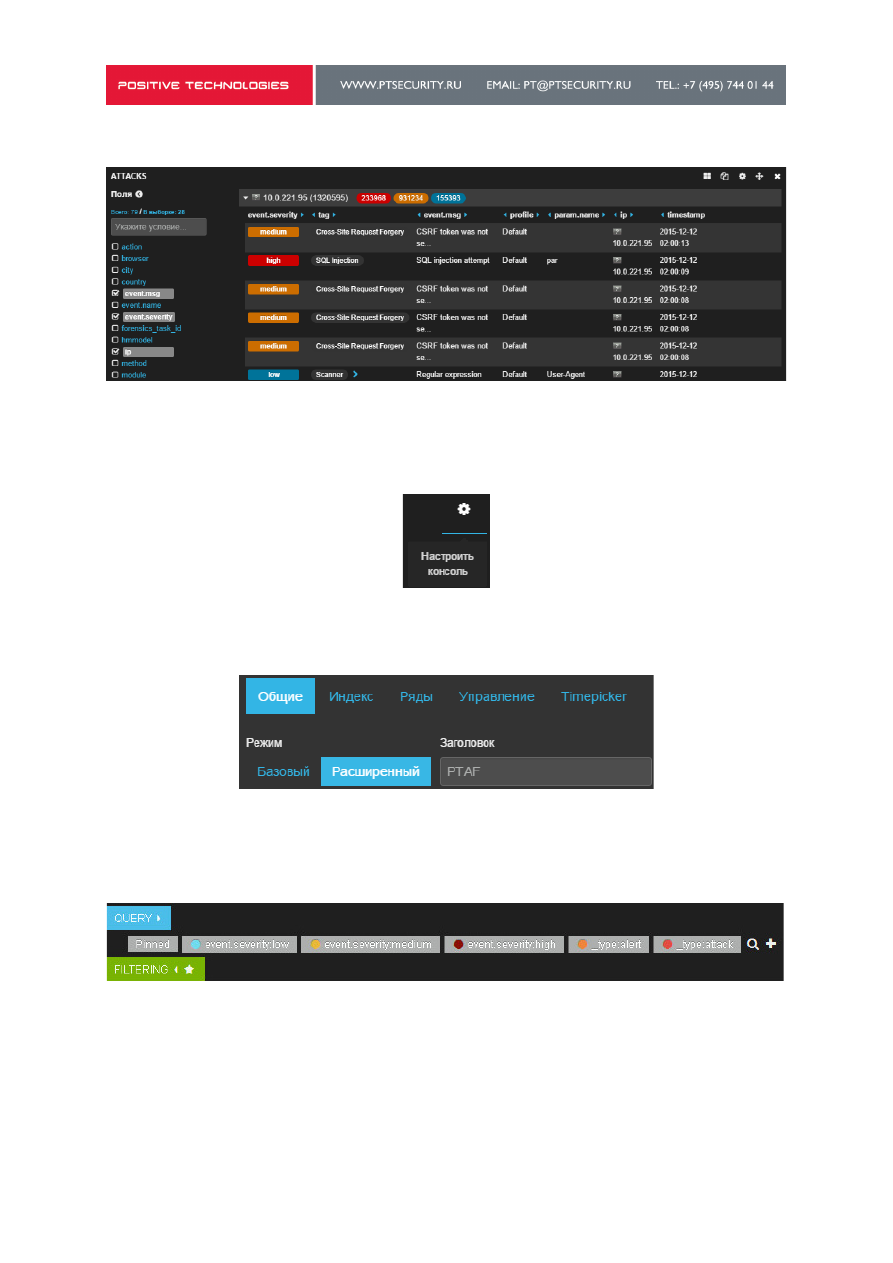 POSITIVE TECHNOLOGIES WWW.PTSECURITY.RU EMAIL: PT@PTSECURITY.RU TEL.: +7 (495) 744 01 44
ATTACKS
Поля
Всего: 79 / В выборке: 28
Укажите условие...
action
browser
city
country
event.msg
event.name
event.severity
forensics_task_id
hmmodel
ip
method
module
10.0.221.95 (1320595) 233968 931234 155393
event.severity tag event.msg profile param.name ip timestamp
medium Cross-Site Request Forgery CSRF token was not se... Default 10.0.221.95 2015-12-12 02:00:13
high SQL Injection SQL injection attempt Default par 10.0.221.95 2015-12-12 02:00:09
medium Cross-Site Request Forgery CSRF token was not se... Default 10.0.221.95 2015-12-12 02:00:08
medium Cross-Site Request Forgery CSRF token was not se... Default 10.0.221.95 2015-12-12 02:00:08
medium Cross-Site Request Forgery CSRF token was not se... Default 10.0.221.95 2015-12-12 02:00:08
low Scanner Regular expression Default User-Agent 2015-12-12
Настроить
консоль
Общие Индекс Ряды Управление Timepicker
Режим Заголовок
Базовый Расширенный PTAF
QUERY
Pinned event.severity:low event.severity:medium event.severity:high _type:alert _type:attack
FILTERING